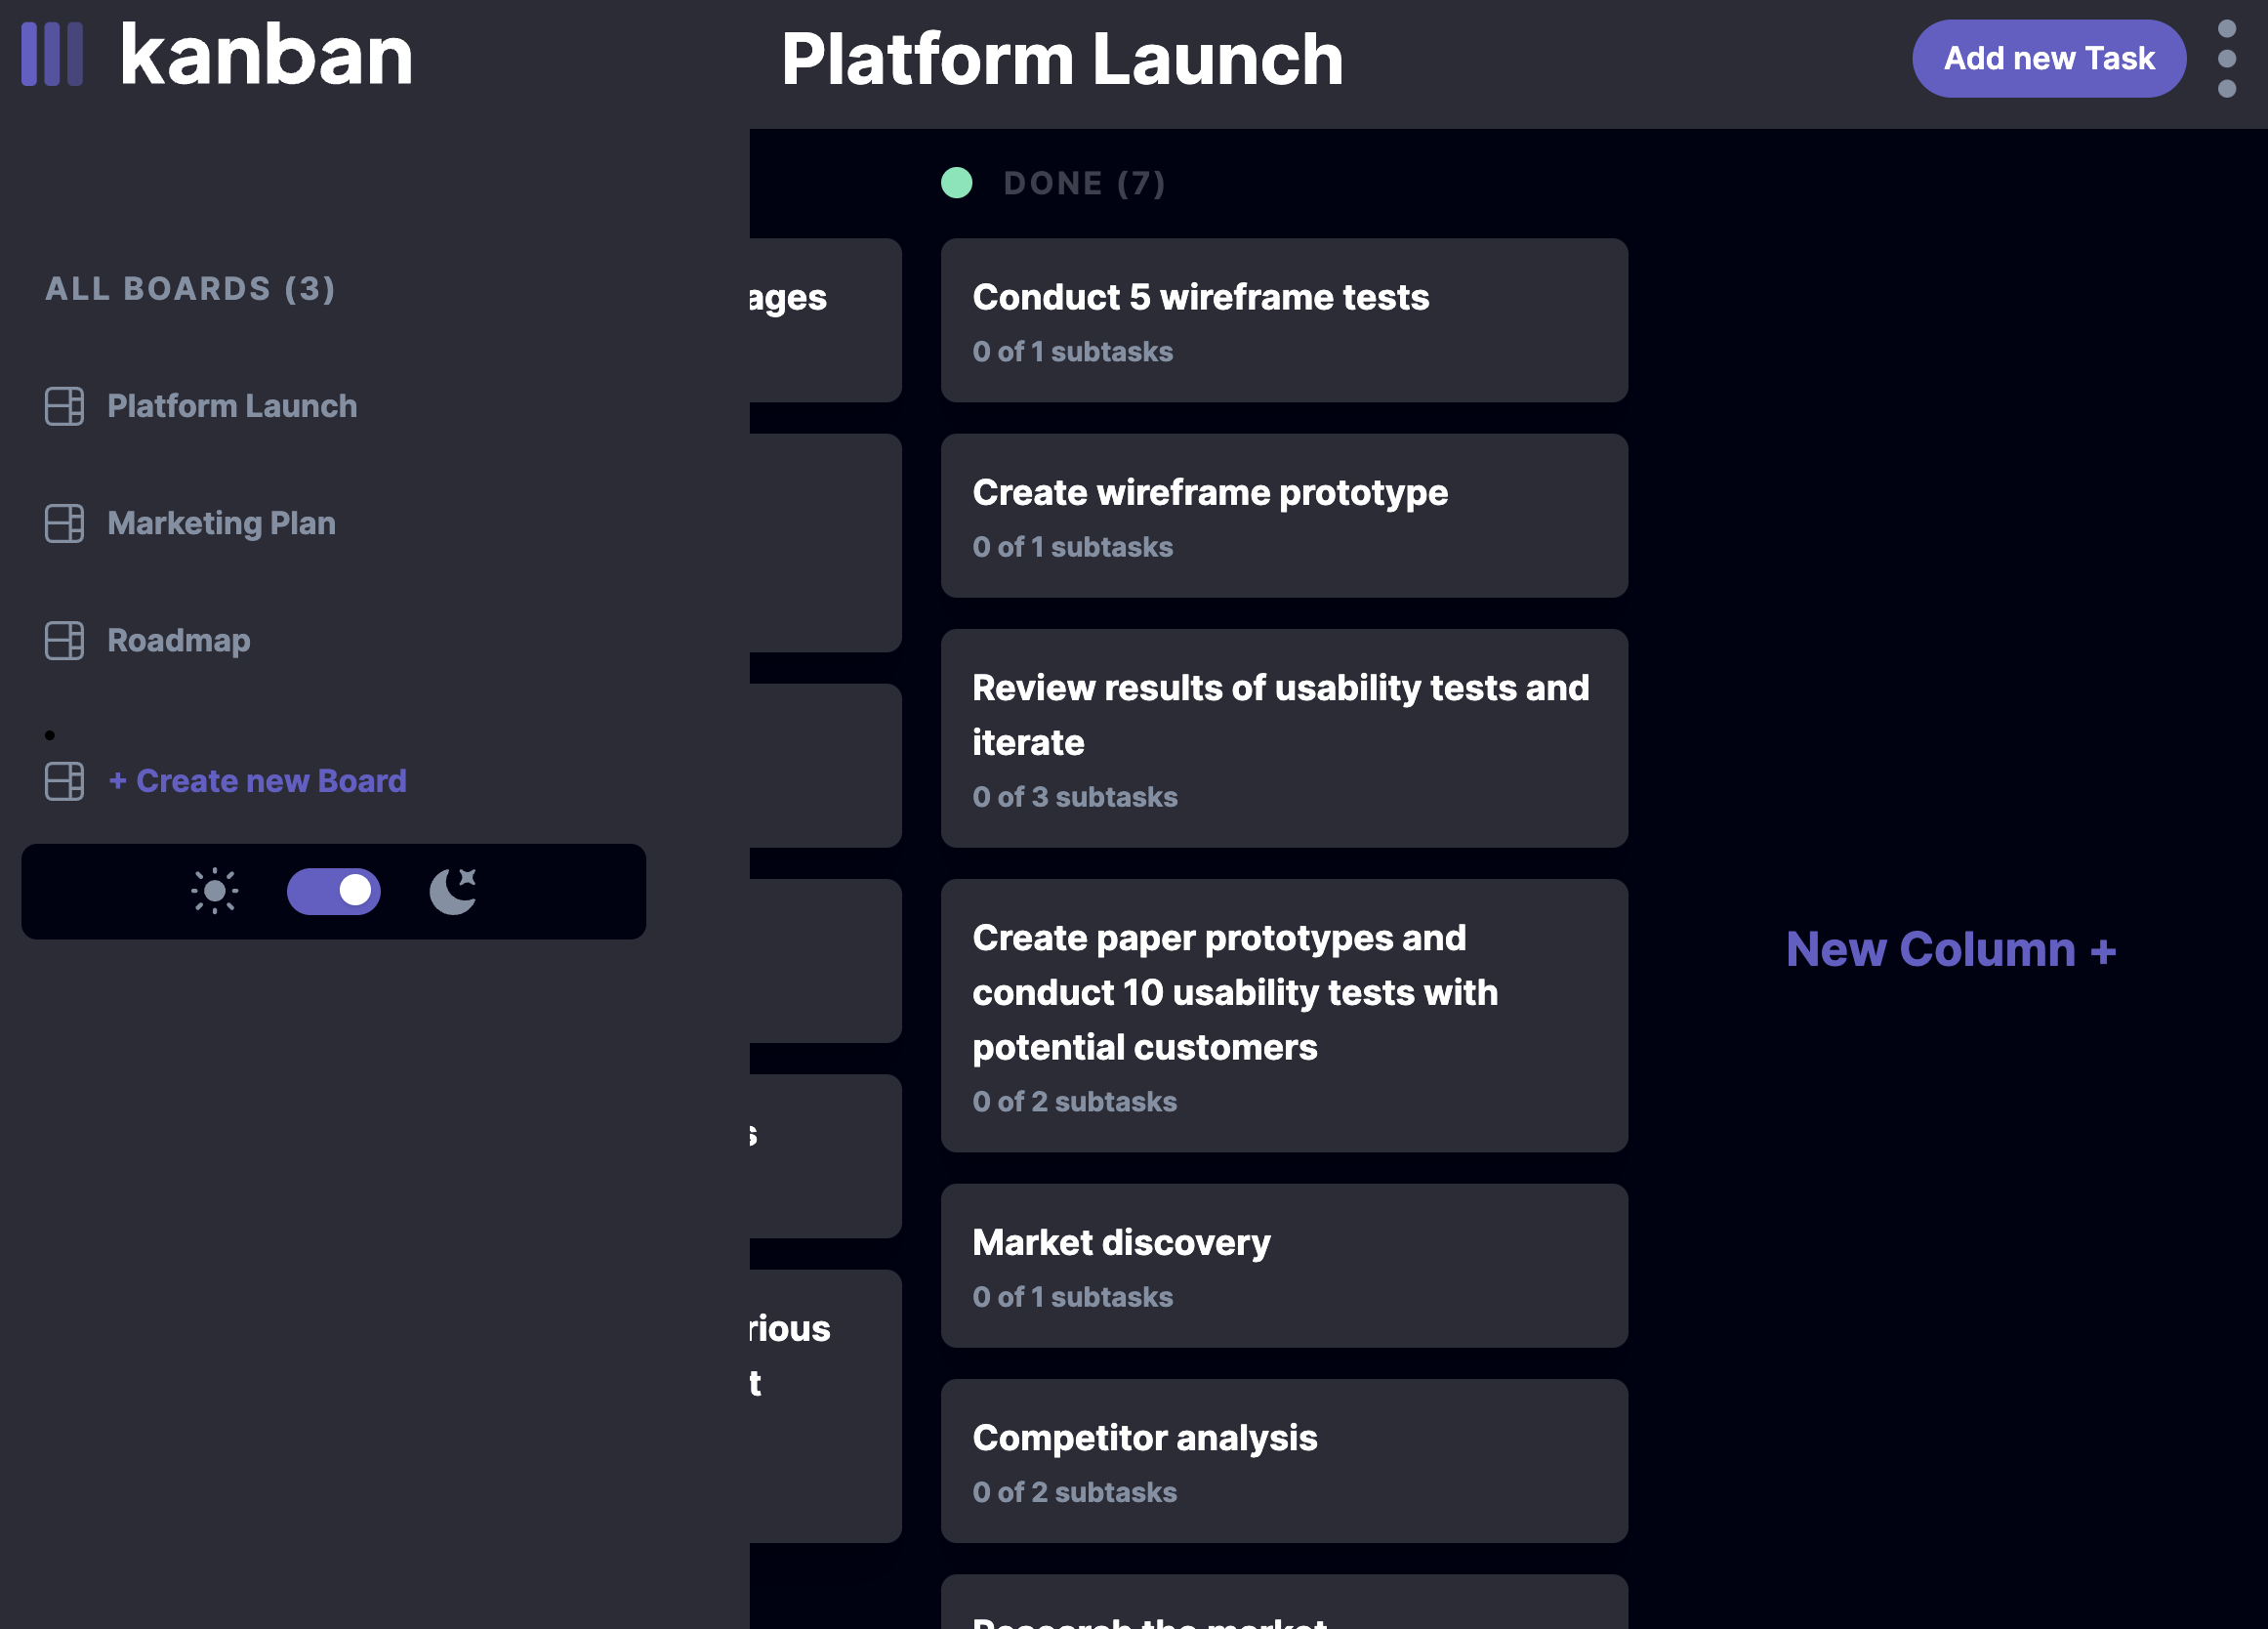 kanban
Platform Launch
Add new Task
ALL BOARDS (3)
Platform Launch
Marketing Plan
Roadmap
+ Create new Board
ages
s
rious
t
DONE (7)
Conduct 5 wireframe tests
0 of 1 subtasks
Create wireframe prototype
0 of 1 subtasks
Review results of usability tests and
iterate
0 of 3 subtasks
Create paper prototypes and
conduct 10 usability tests with
potential customers
0 of 2 subtasks
Market discovery
0 of 1 subtasks
Competitor analysis
0 of 2 subtasks
Research the market
New Column +